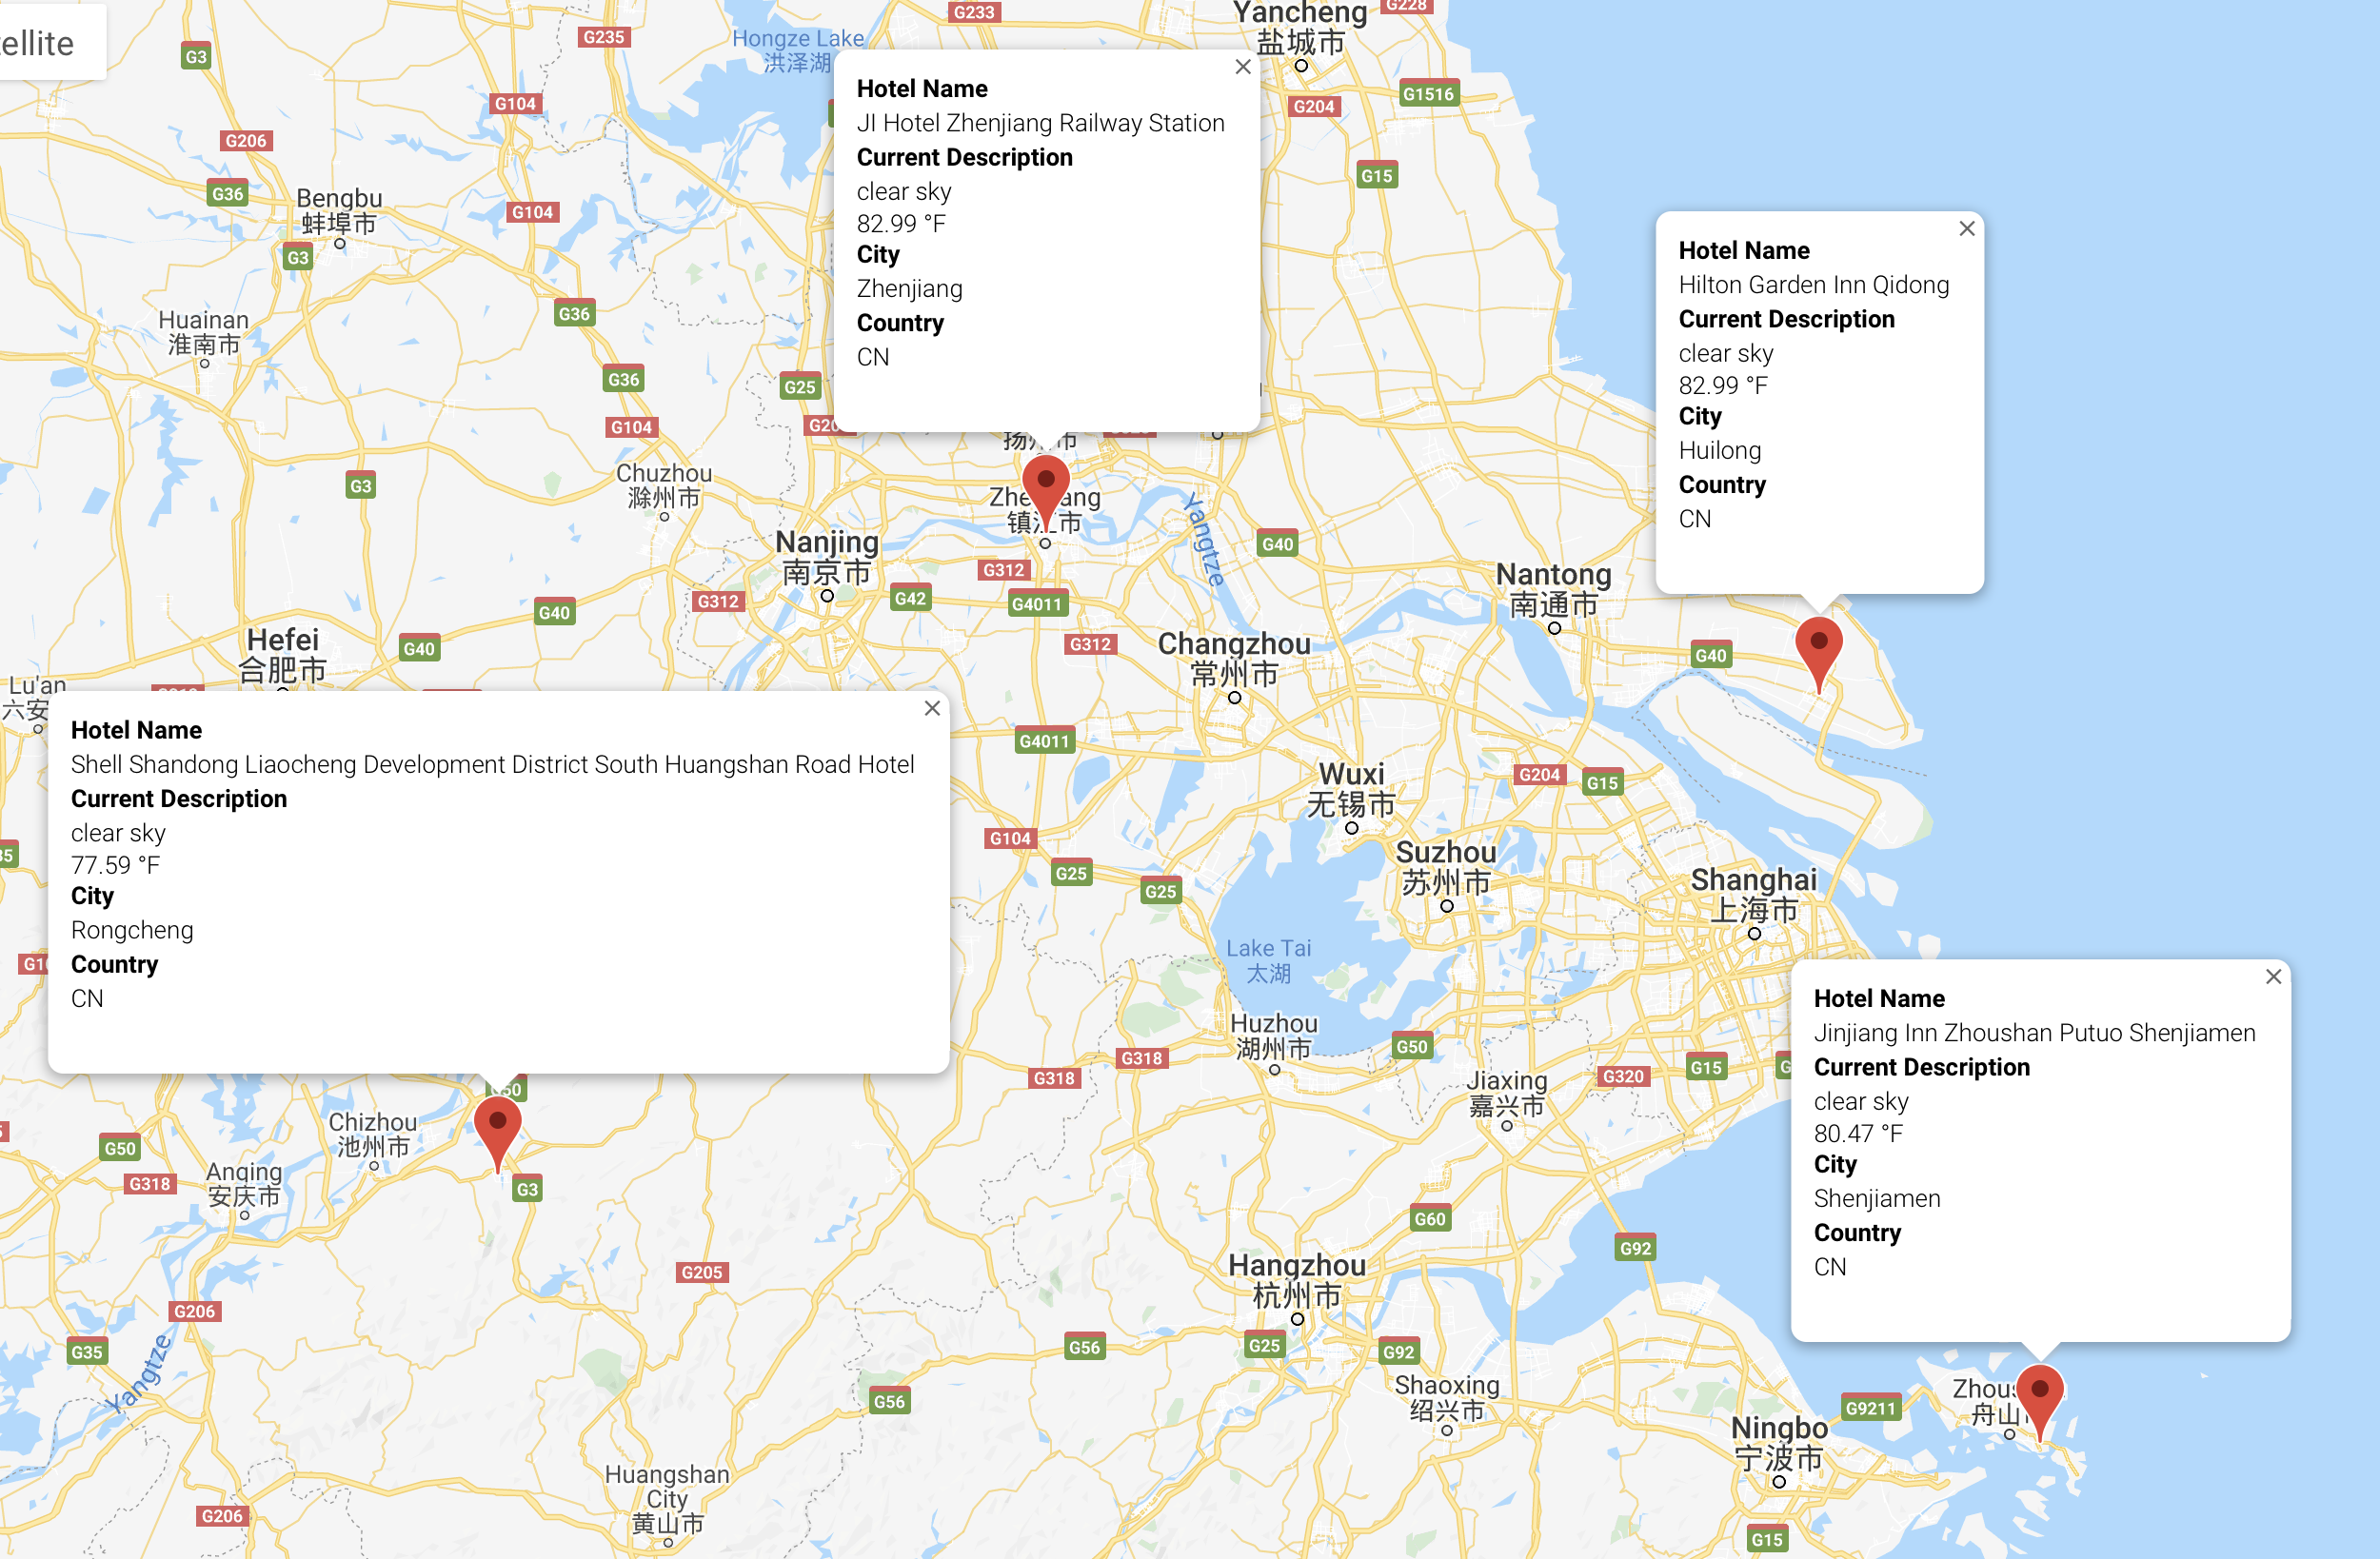 ellite
G3
G235
Hongze Lake
洪泽湖
G233
Yancheng
盐城市
G228
G104
G204
G1516
G206
G15
G36
Bengbu
蚌埠市
G104
G3
Huainan
淮南市
G36
G36
G25
G104
Hotel Name
JI Hotel Zhenjiang Railway Station
Current Description
clear sky
82.99 °F
City
Zhenjiang
Country
CN
Hotel Name
Hilton Garden Inn Qidong
Current Description
clear sky
82.99 °F
City
Huilong
Country
CN
G3
Chuzhou
滁州市
镇江市
Yangtze
Nanjing
南京市
G312
G40
G42
G312
G4011
Nantong
南通市
G40
G40
G312
Changzhou
常州市
G40
Hefei
合肥市
Lu'an
六安
Hotel Name
Shell Shandong Liaocheng Development District South Huangshan Road Hotel
Current Description
clear sky
77.59 °F
City
Rongcheng
Country
CN
G4011
Wuxi
无锡市
G204
G15
G104
G25
G25
Suzhou
苏州市
Shanghai
上海市
Lake Tai
太湖
Huzhou
湖州市
G50
G318
G318
Jiaxing
嘉兴市
G320
G15
Hotel Name
Jinjiang Inn Zhoushan Putuo Shenjiamen
Current Description
clear sky
80.47 °F
City
Shenjiamen
Country
CN
G50
Chizhou
池州市
G50
G318
Anqing
安庆市
G3
G60
G92
G205
Hangzhou
杭州市
G206
G35
Yangtze
G56
G25
G92
G56
Shaoxing
绍兴市
G9211
舟山
Ningbo
宁波市
Huangshan
City
黄山市
G206
G15